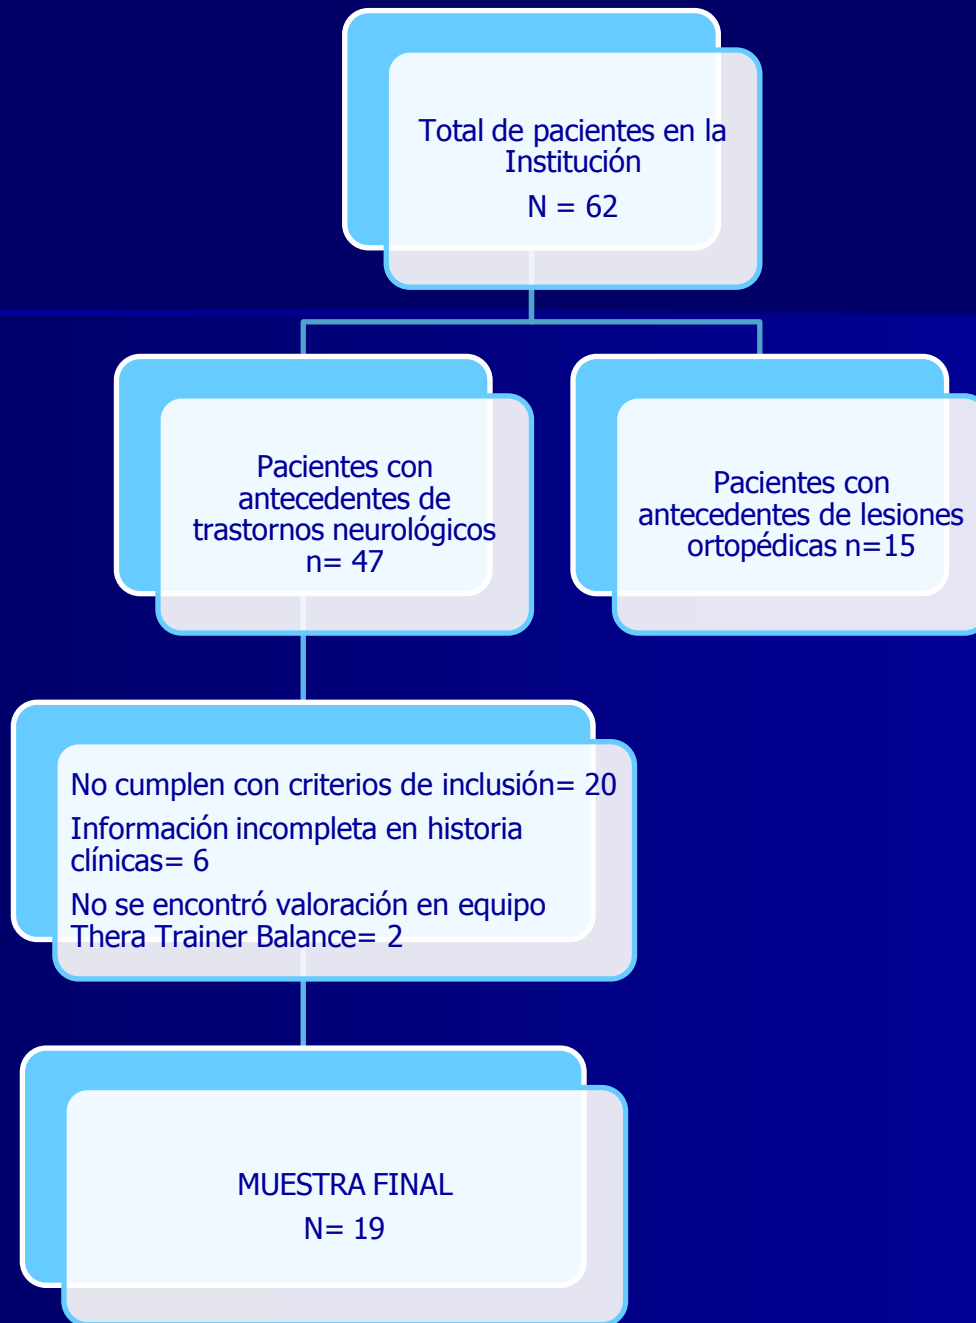 Total de pacientes en la
Institución
N = 62
Pacientes con
antecedentes de
trastornos neurológicos
n= 47
Pacientes con
antecedentes de lesiones
ortopédicas n=15
No cumplen con criterios de inclusión= 20
Información incompleta en historia
clínicas= 6
No se encontró valoración en equipo
Thera Trainer Balance= 2
MUESTRA FINAL
N= 19